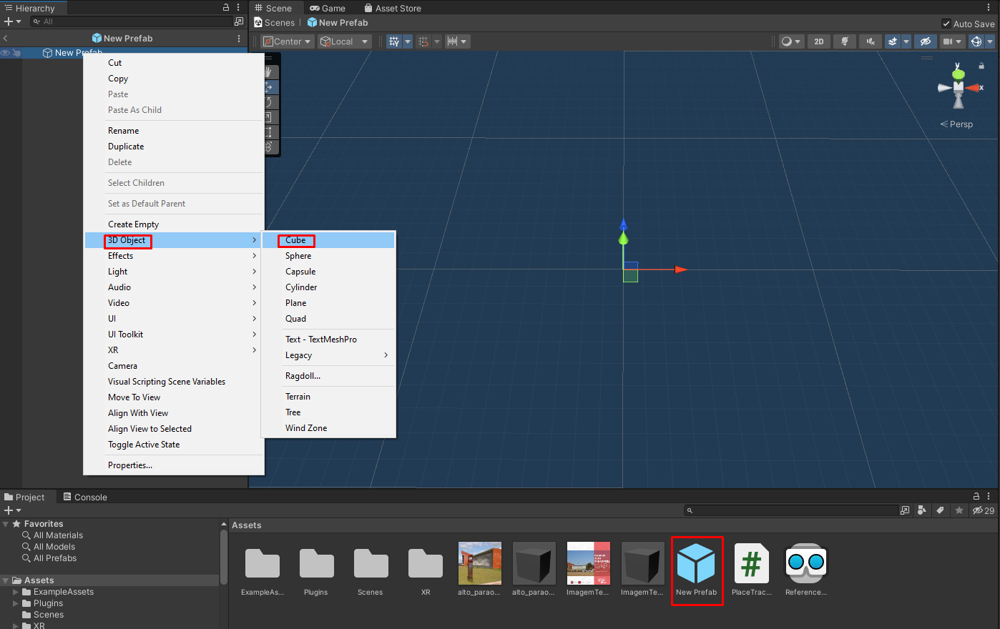 Hierarchy
All
New Prefab
New Prefab
Cut
Copy
Paste
Paste As Child
Rename
Duplicate
Delete
Select Children
Set as Default Parent
Create Empty
3D Object
Effects
Light
Audio
Video
UI
UI Toolkit
XR
Camera
Visual Scripting Scene Variables
Move To View
Align With View
Align View to Selected
Toggle Active State
Properties...
Cube
Sphere
Capsule
Cylinder
Plane
Quad
Text - TextMeshPro
Legacy
Ragdoll...
Terrain
Tree
Wind Zone
Scene Game Asset Store
Scenes New Prefab Auto Save
Center Local 2D
y
x
Persp
Project Console
29
Favorites
All Materials
All Models
All Prefabs
Assets
ExampleAssets
Plugins
Scenes
XR
Assets
ExampleAs... Plugins Scenes XR alto_parao... alto_parao... ImagemTe... ImagemTe... New Prefab PlaceTrac... Reference...